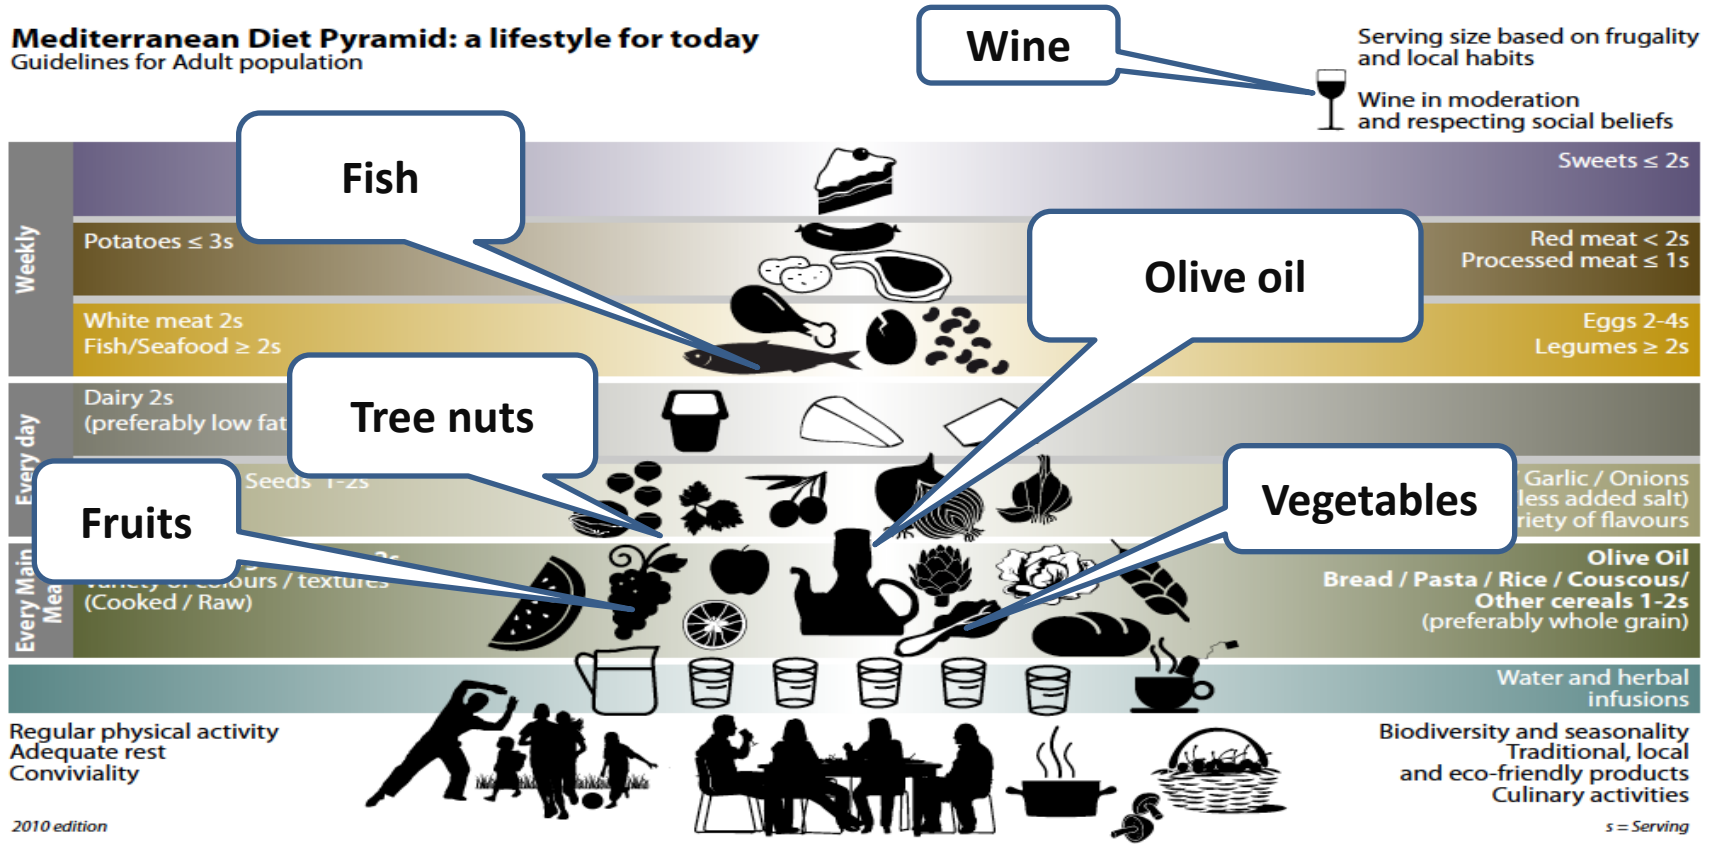 Mediterranean Diet Pyramid: a lifestyle for today
Guidelines for Adult population
Wine
Serving size based on frugality
and local habits
Wine in moderation
and respecting social beliefs
Weekly
Fish
Sweets ≤ 2s
Potatoes ≤ 3s
Red meat < 2s
Processed meat ≤ 1s
Olive oil
White meat 2s
Fish/Seafood ≥ 2s
Eggs 2-4s
Legumes ≥ 2s
Every day
Dairy 2s
(preferably low fat
Tree nuts
Seeds 1-2s
/ Garlic / Onions
less added salt)
of flavours
Vegetables
Fruits
Every Main
colours / textures
(Cooked / Raw)
Olive Oil
Bread / Pasta / Rice / Couscous/
Other cereals 1-2s
(preferably whole grain)
Water and herbal
infusions
Regular physical activity
Adequate rest
Conviviality
Biodiversity and seasonality
Traditional, local
and eco-friendly products
Culinary activities
2010 edition
s = Serving